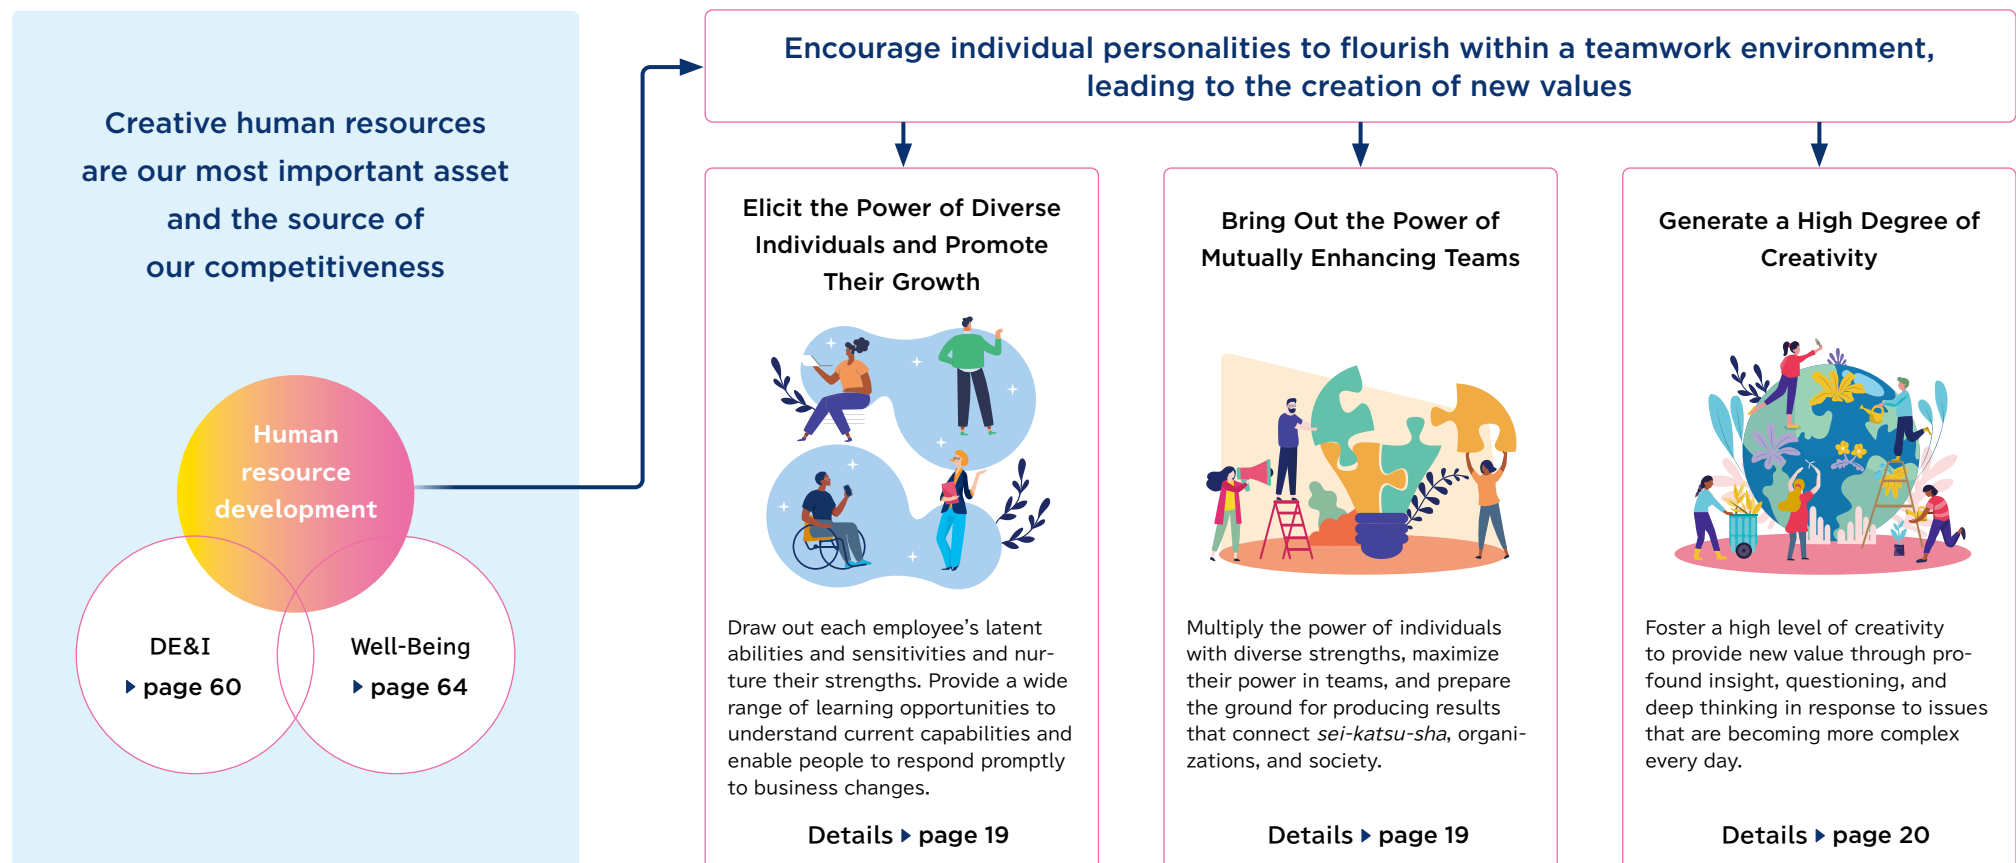 Creative human resources
are our most important asset
and the source of
our competitiveness
Human
resource
development
DE&I
page 60
Well-Being
page 64
Encourage individual personalities to flourish within a teamwork environment,
leading to the creation of new values
Elicit the Power of Diverse
Individuals and Promote
Their Growth
Draw out each employee’s latent
abilities and sensitivities and nur-
ture their strengths. Provide a wide
range of learning opportunities to
understand current capabilities and
enable people to respond promptly
to business changes.
Details page 19
Bring Out the Power of
Mutually Enhancing Teams
Multiply the power of individuals
with diverse strengths, maximize
their power in teams, and prepare
the ground for producing results
that connect sei-katsu-sha, organi-
zations, and society.
Details page 19
Generate a High Degree of
Creativity
Foster a high level of creativity
to provide new value through pro-
found insight, questioning, and
deep thinking in response to issues
that are becoming more complex
every day.
Details page 20